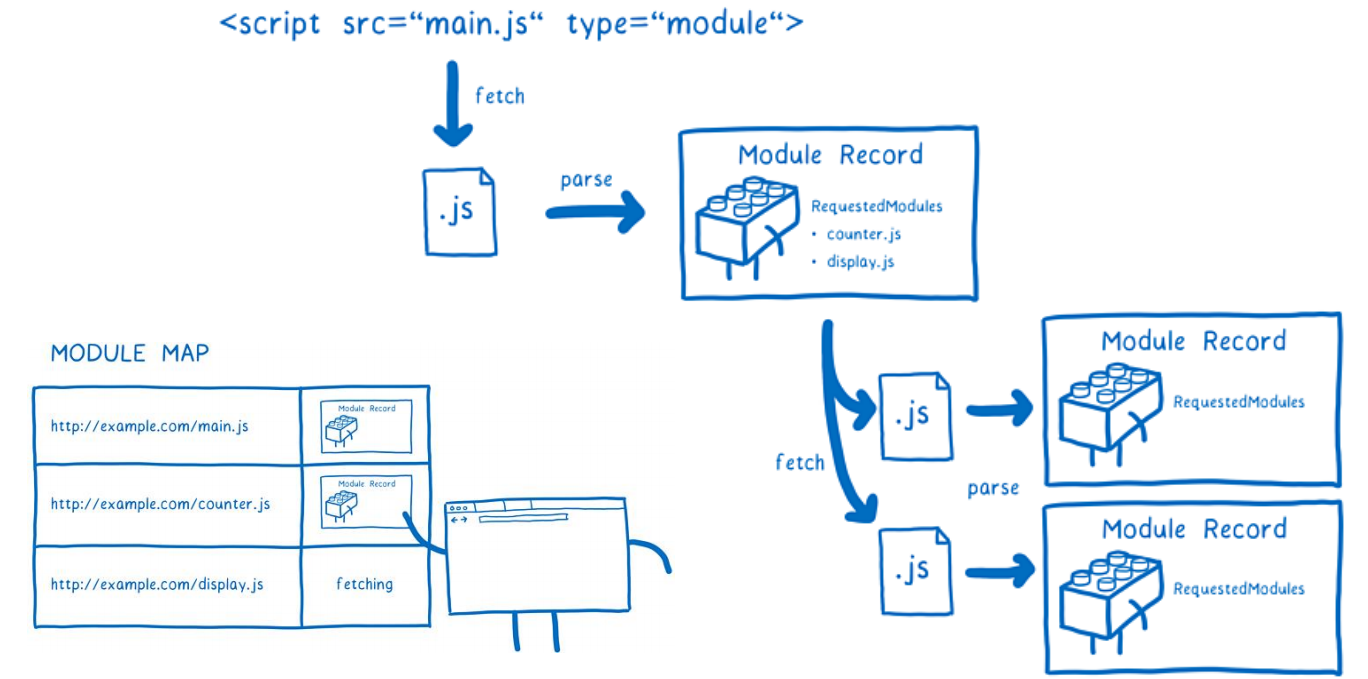 <script src=“main.js“ type=“module“>
fetch
.js
parse
Module Record
RequestedModules
• counter.js
• display.js
MODULE MAP
http://example.com/main.js
Module Record
http://example.com/counter.js
Module Record
http://example.com/display.js
fetching
fetch
.js
parse
.js
Module Record
RequestedModules
Module Record
RequestedModules